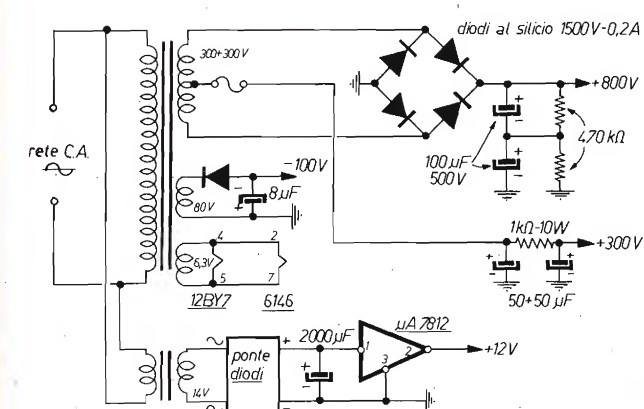 diodi al silicio 1500V-0,2A
300+300V
+800V
470kΩ
100µF
500V
rete C.A.
-100V
80V
8µF
1kΩ-10W
+300V
50+50µF
6,3V
4
2
5
7
12BY7
6146
µA 7812
2000µF
1
2
3
+12V
ponte
diodi
14V
+
-